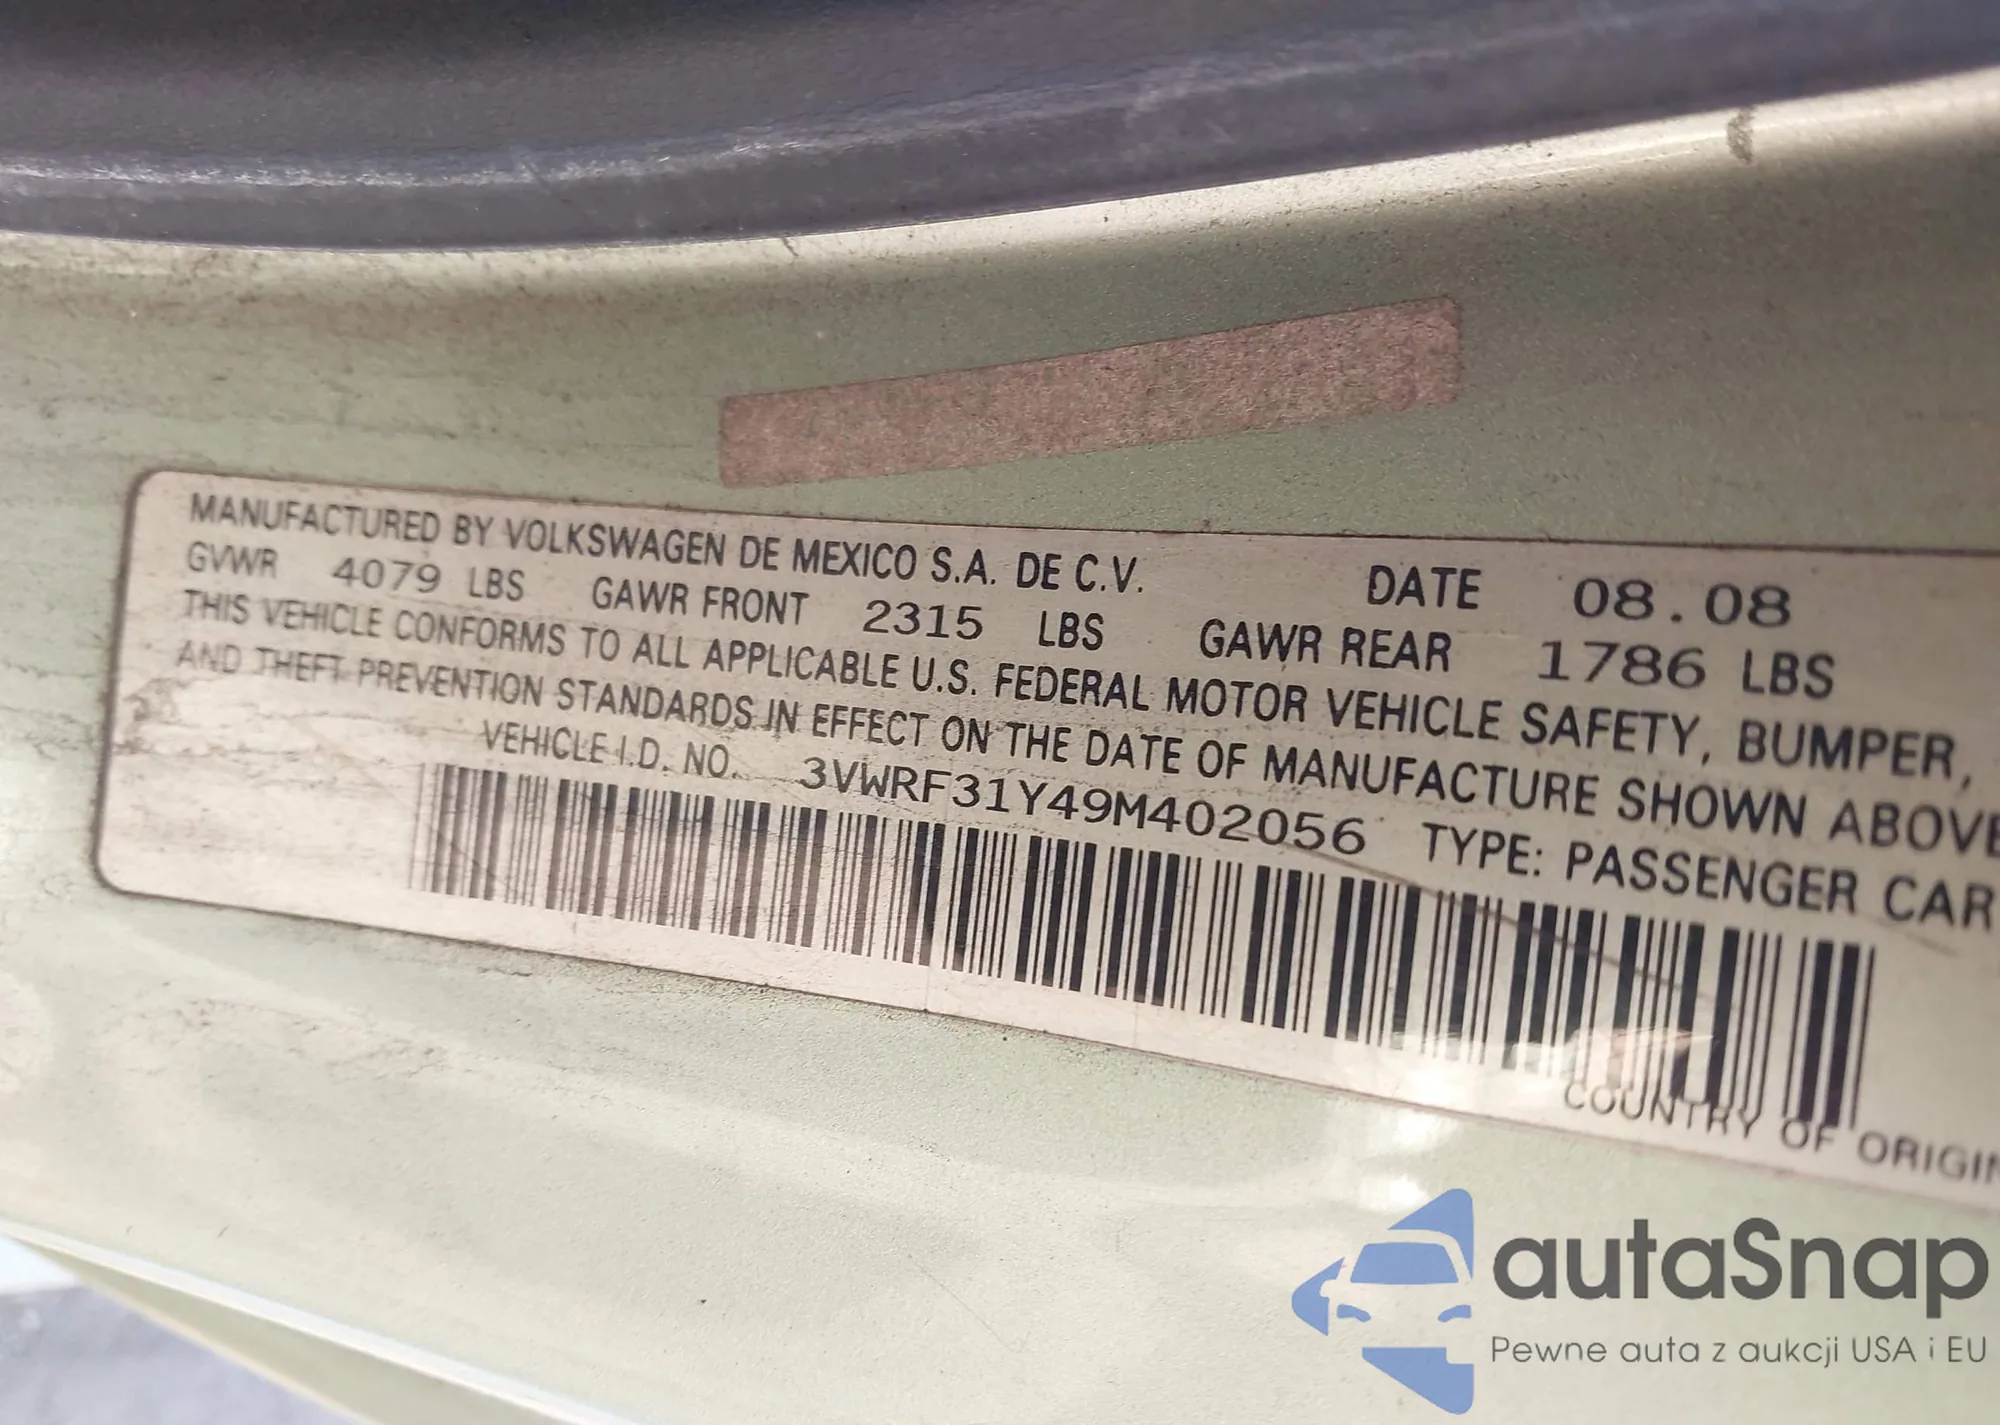 MANUFACTURED BY VOLKSWAGEN DE MEXICO S.A. DE C.V. DATE 08.08
GVWR 4079 LBS GAWR FRONT 2315 LBS GAWR REAR 1786 LBS
THIS VEHICLE CONFORMS TO ALL APPLICABLE U.S. FEDERAL MOTOR VEHICLE SAFETY, BUMPER,
AND THEFT PREVENTION STANDARDS IN EFFECT ON THE DATE OF MANUFACTURE SHOWN ABOVE
VEHICLE I.D. NO. 3VWRF31Y49M402056 TYPE: PASSENGER CAR
COUNTRY OF ORIGIN
autaSnap
Pewne auta z aukcji USA i EU